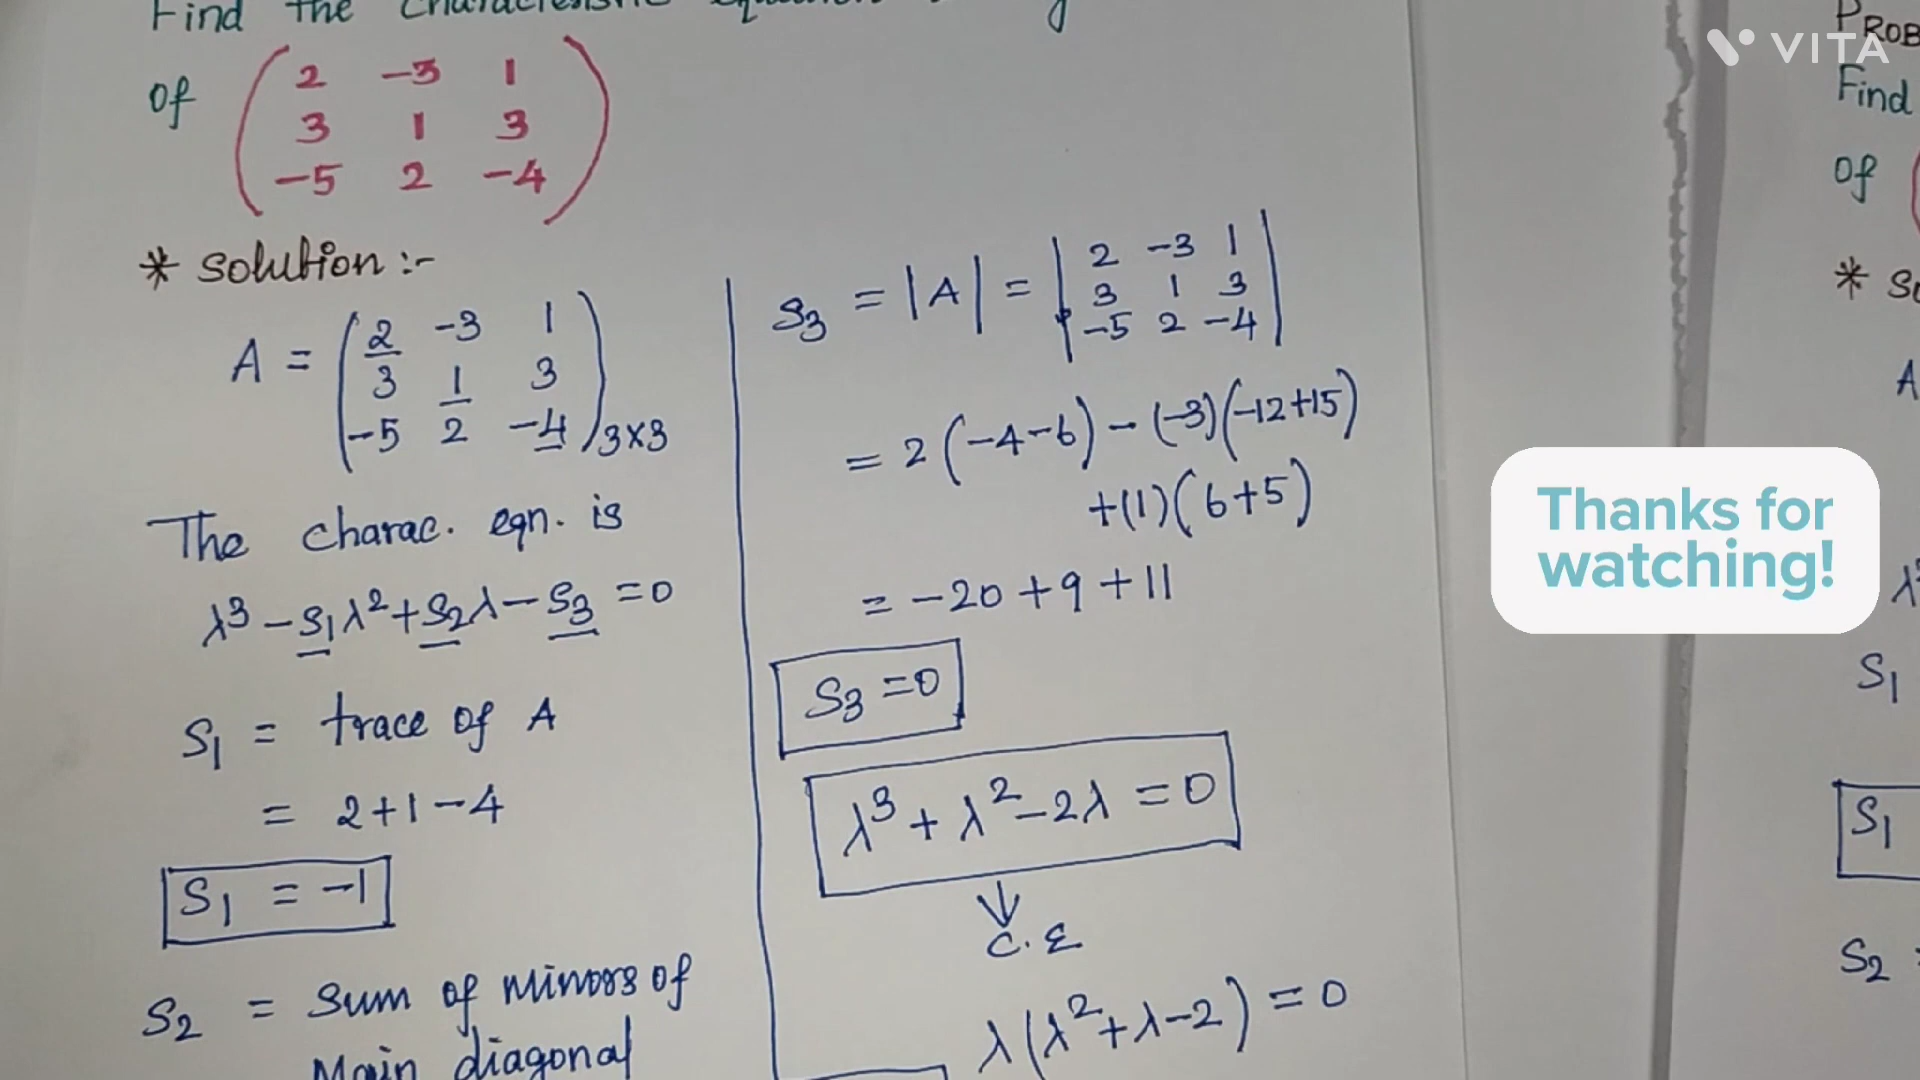 Find the characteristic
of (2 -3 1
3 1 3
-5 2 -4)
* Solution :-
A = (2 -3 1
3 1 3
-5 2 -4)3x3
The charac. eqn. is
λ³ - S₁λ² + S₂λ - S₃ = 0
S₁ = trace of A
= 2+1-4
S₁ = -1
S₂ = Sum of Minors of
Main diagonal
S₃ = |A| = |2 -3 1
3 1 3
-5 2 -4|
= 2(-4-6) - (-3)(-12+15)
+(1)(6+5)
= -20+9+11
S₃ = 0
λ³ + λ² - 2λ = 0
↓
C.E
λ(λ² + λ - 2) = 0
VITA
Thanks for
watching!
PROB
Find
of
* So
A
S₁
S₁
S₂